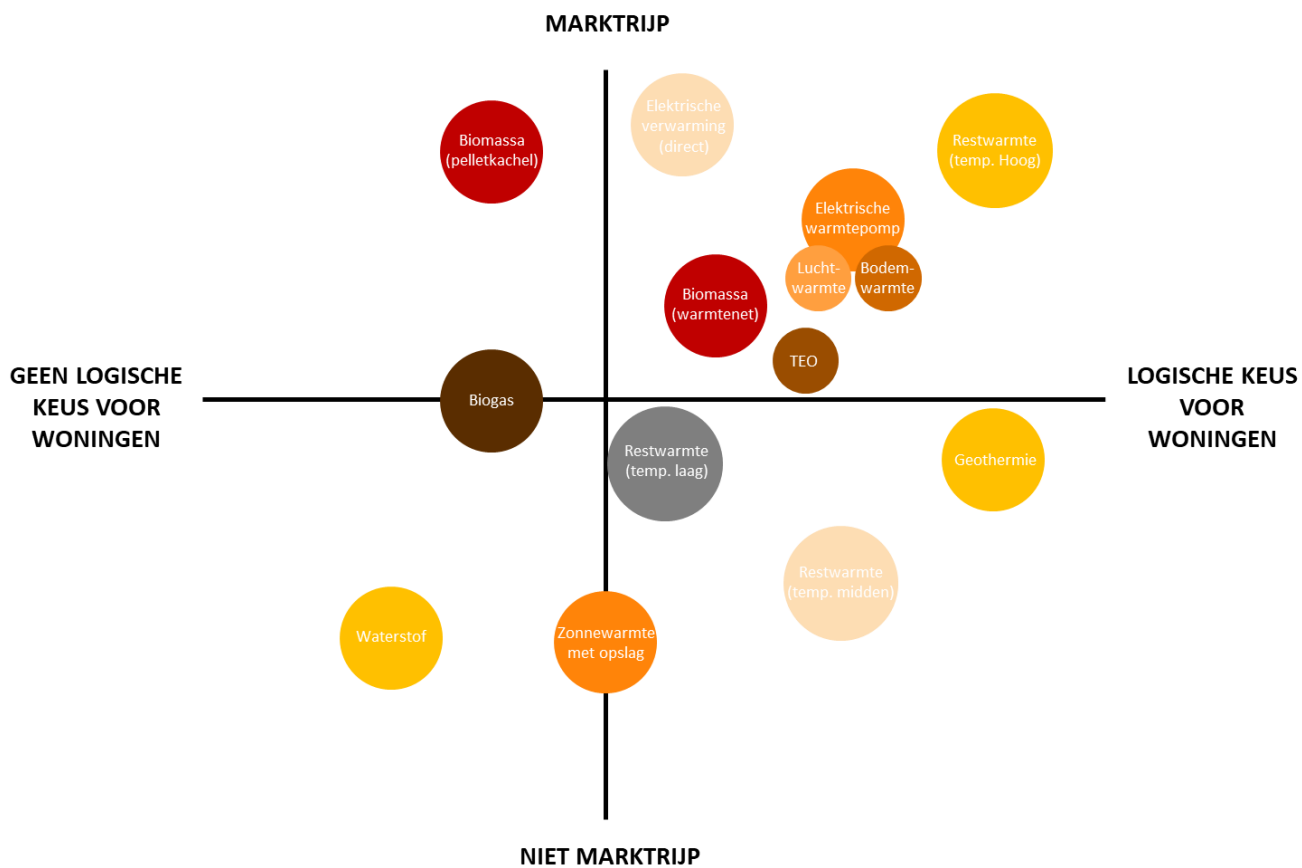 MARKTRIJP
Elektrische
verwarming
(direct)
Biomassa
(pelletkachel)
Restwarmte
(temp. Hoog)
Elektrische
warmtepomp
Lucht-
warmte
Bodem-
warmte
Biomassa
(warmtenet)
TEO
GEEN LOGISCHE
KEUS VOOR
WONINGEN
Biogas
LOGISCHE KEUS
VOOR
WONINGEN
Restwarmte
(temp. laag)
Geothermie
Restwarmte
(temp. midden)
Waterstof
Zonnewarmte
met opslag
NIET MARKTRIJP